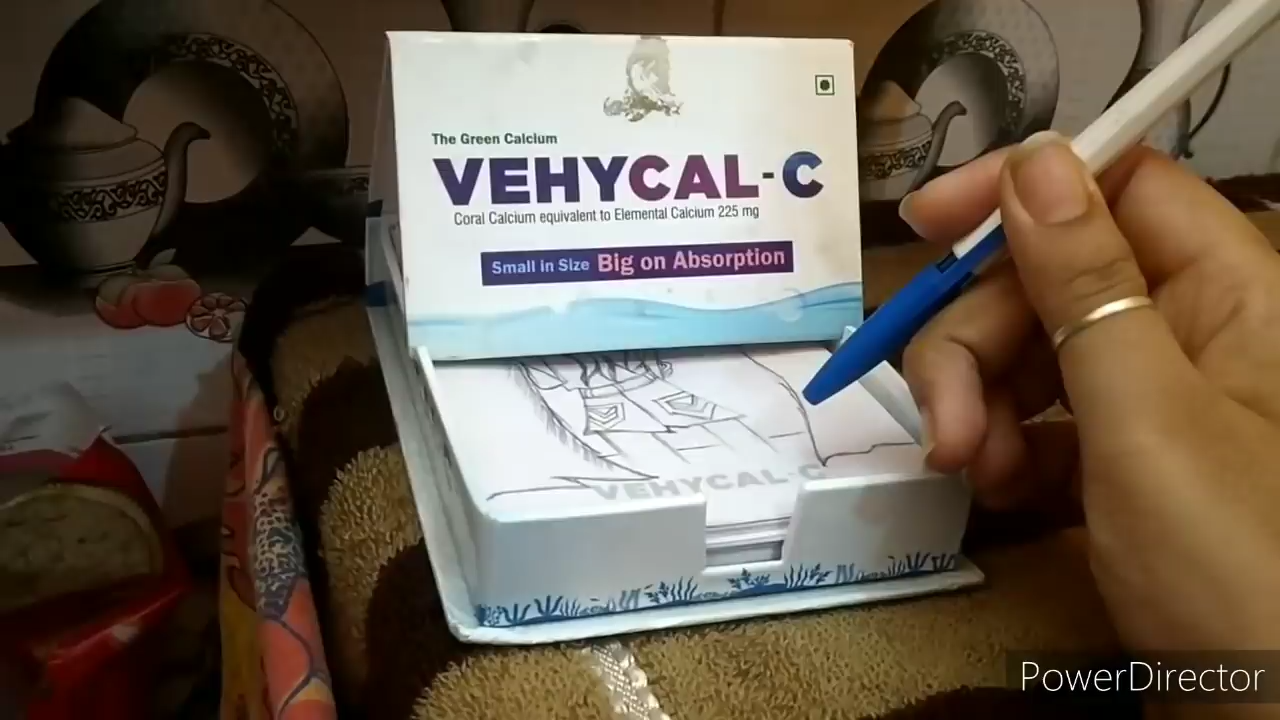 The Green Calcium
VEHYCAL-C
Coral Calcium equivalent to Elemental Calcium 225 mg
Small in Size Big on Absorption
VEHYCAL-C
PowerDirector